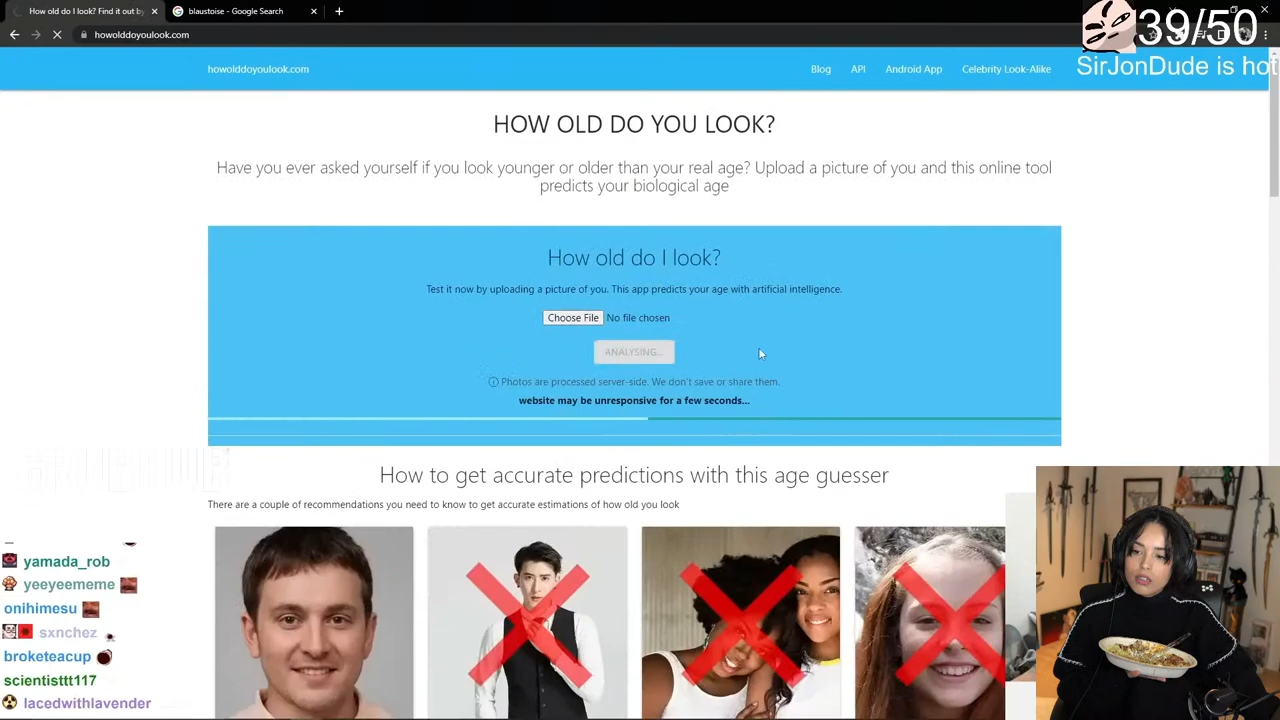 How old do I look? Find it out by
blaustoise - Google Search
39/50
howolddoyoulook.com
SirJonDude is hot
howolddoyoulook.com
Blog
API
Android App
Celebrity Look-Alike
HOW OLD DO YOU LOOK?
Have you ever asked yourself if you look younger or older than your real age? Upload a picture of you and this online tool
predicts your biological age
How old do I look?
Test it now by uploading a picture of you. This app predicts your age with artificial intelligence.
Choose File No file chosen
ANALYSING...
Photos are processed server-side. We don't save or share them.
website may be unresponsive for a few seconds...
How to get accurate predictions with this age guesser
There are a couple of recommendations you need to know to get accurate estimations of how old you look
yamada_rob
yeeyeememe
onihimesu
sxnchez
broketeacup
scientisttt117
lacedwithlavender